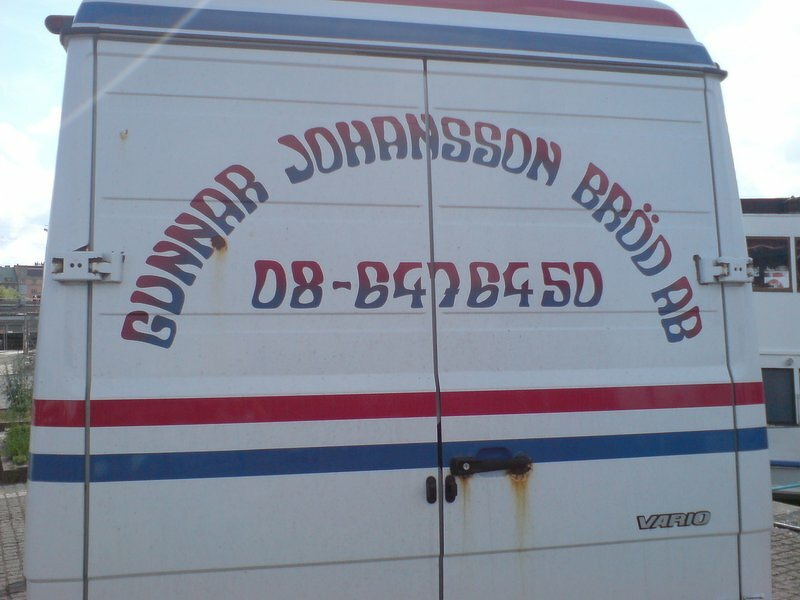 GUNNAR JOHANSSON BRÖD AB
08-6476450
VARIO